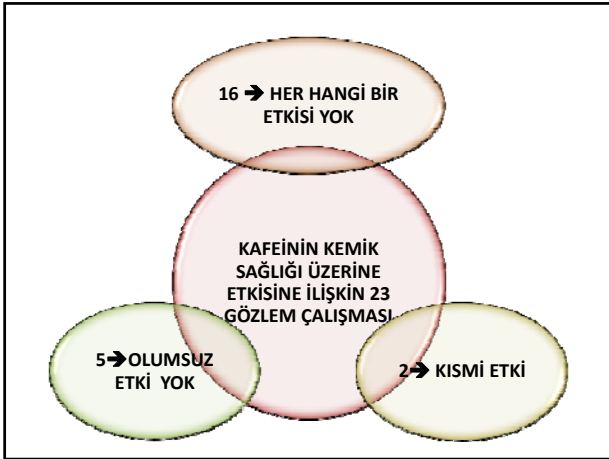 16 ➔ HER HANGİ BİR
ETKİSİ YOK
KAFEİNİN KEMİK
SAĞLIĞI ÜZERİNE
ETKİSİNE İLİŞKİN 23
GÖZLEM ÇALIŞMASI
5➔OLUMSUZ
ETKİ YOK
2➔ KISMİ ETKİ